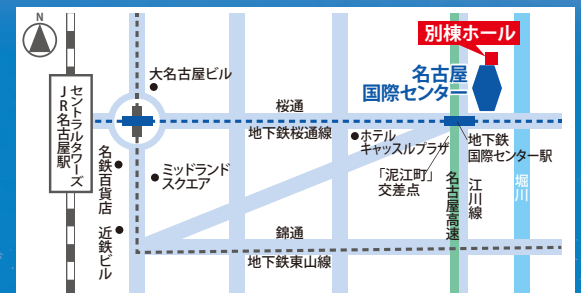 N
別棟ホール
名古屋
国際センター
大名古屋ビル
セントラルタワーズ
JR名古屋駅
桜通
地下鉄桜通線
ホテル
キャッスルプラザ
地下鉄
国際センター駅
名鉄百貨店
ミッドランド
スクエア
「泥江町」
交差点
名古屋高速
江川線
堀川
近鉄ビル
錦通
地下鉄東山線